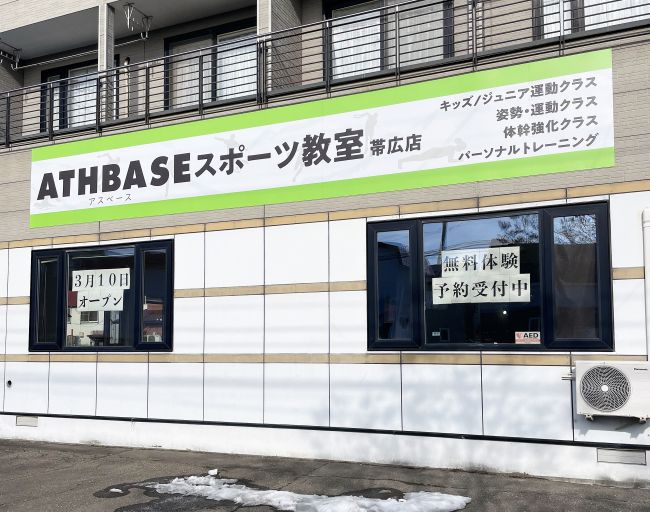 ATHBASEスポーツ教室 帯広店
アスベース
キッズ/ジュニア運動クラス
姿勢・運動クラス
体幹強化クラス
パーソナルトレーニング
3月10日
オープン
無料体験
予約受付中
AED
Panasonic